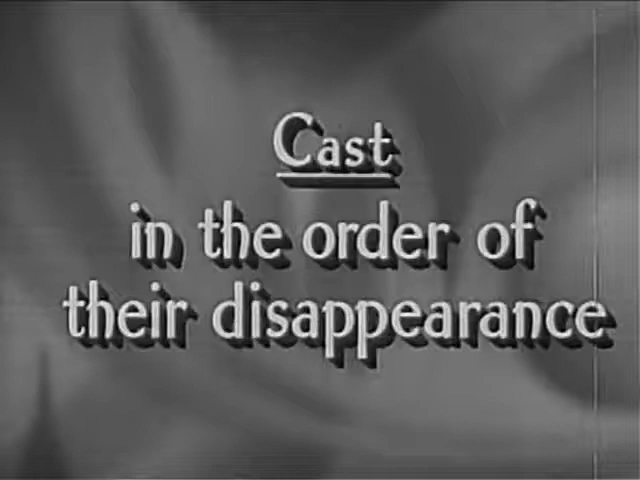 Cast
in the order of
their disappearance